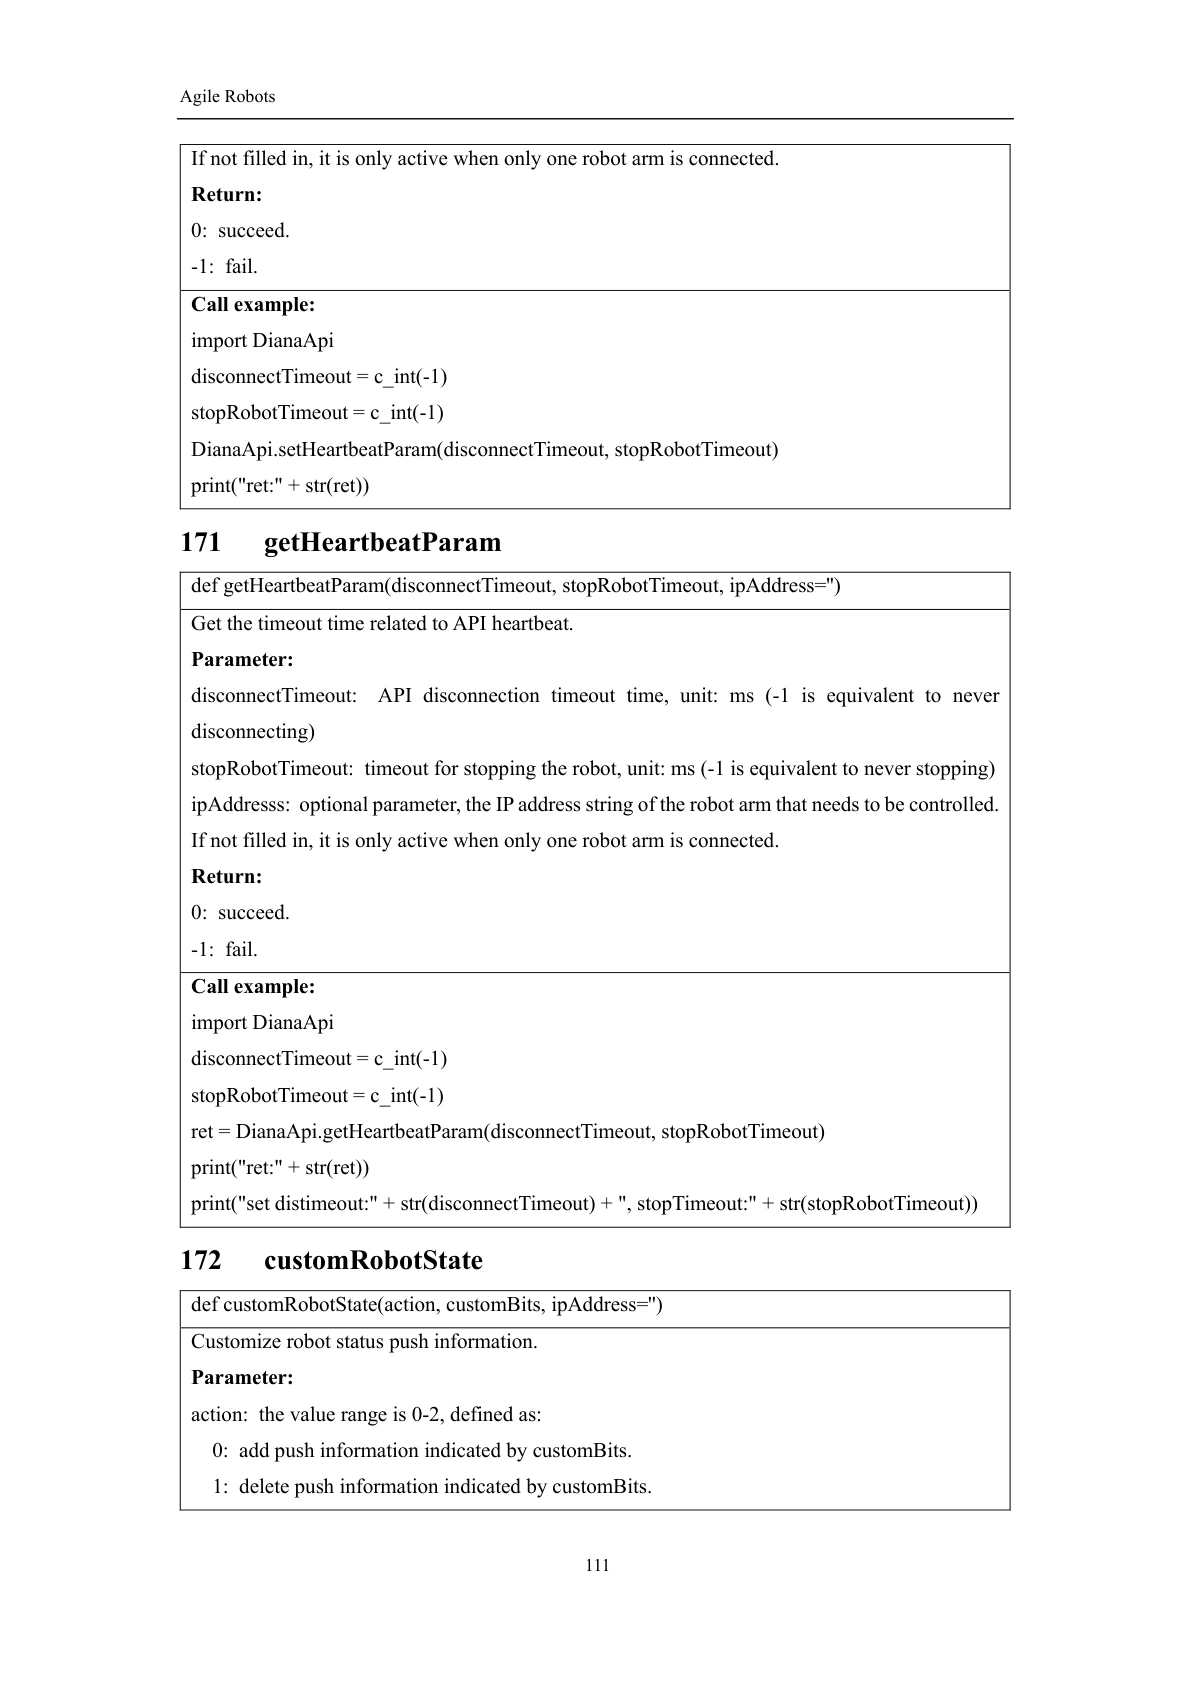 Agile Robots
If not filled in, it is only active when only one robot arm is connected.
Return:
0: succeed.
-1: fail.
Call example:
import DianaApi
disconnectTimeout = c_int(-1)
stopRobotTimeout = c_int(-1)
DianaApi.setHeartbeatParam(disconnectTimeout, stopRobotTimeout)
print("ret:" + str(ret))
171 getHeartbeatParam
def getHeartbeatParam(disconnectTimeout, stopRobotTimeout, ipAddress='')
Get the timeout time related to API heartbeat.
Parameter:
disconnectTimeout: API disconnection timeout time, unit: ms (-1 is equivalent to never
disconnecting)
stopRobotTimeout: timeout for stopping the robot, unit: ms (-1 is equivalent to never stopping)
ipAddresss: optional parameter, the IP address string of the robot arm that needs to be controlled.
If not filled in, it is only active when only one robot arm is connected.
Return:
0: succeed.
-1: fail.
Call example:
import DianaApi
disconnectTimeout = c_int(-1)
stopRobotTimeout = c_int(-1)
ret = DianaApi.getHeartbeatParam(disconnectTimeout, stopRobotTimeout)
print("ret:" + str(ret))
print("set distimeout:" + str(disconnectTimeout) + ", stopTimeout:" + str(stopRobotTimeout))
172 customRobotState
def customRobotState(action, customBits, ipAddress='')
Customize robot status push information.
Parameter:
action: the value range is 0-2, defined as:
0: add push information indicated by customBits.
1: delete push information indicated by customBits.
111